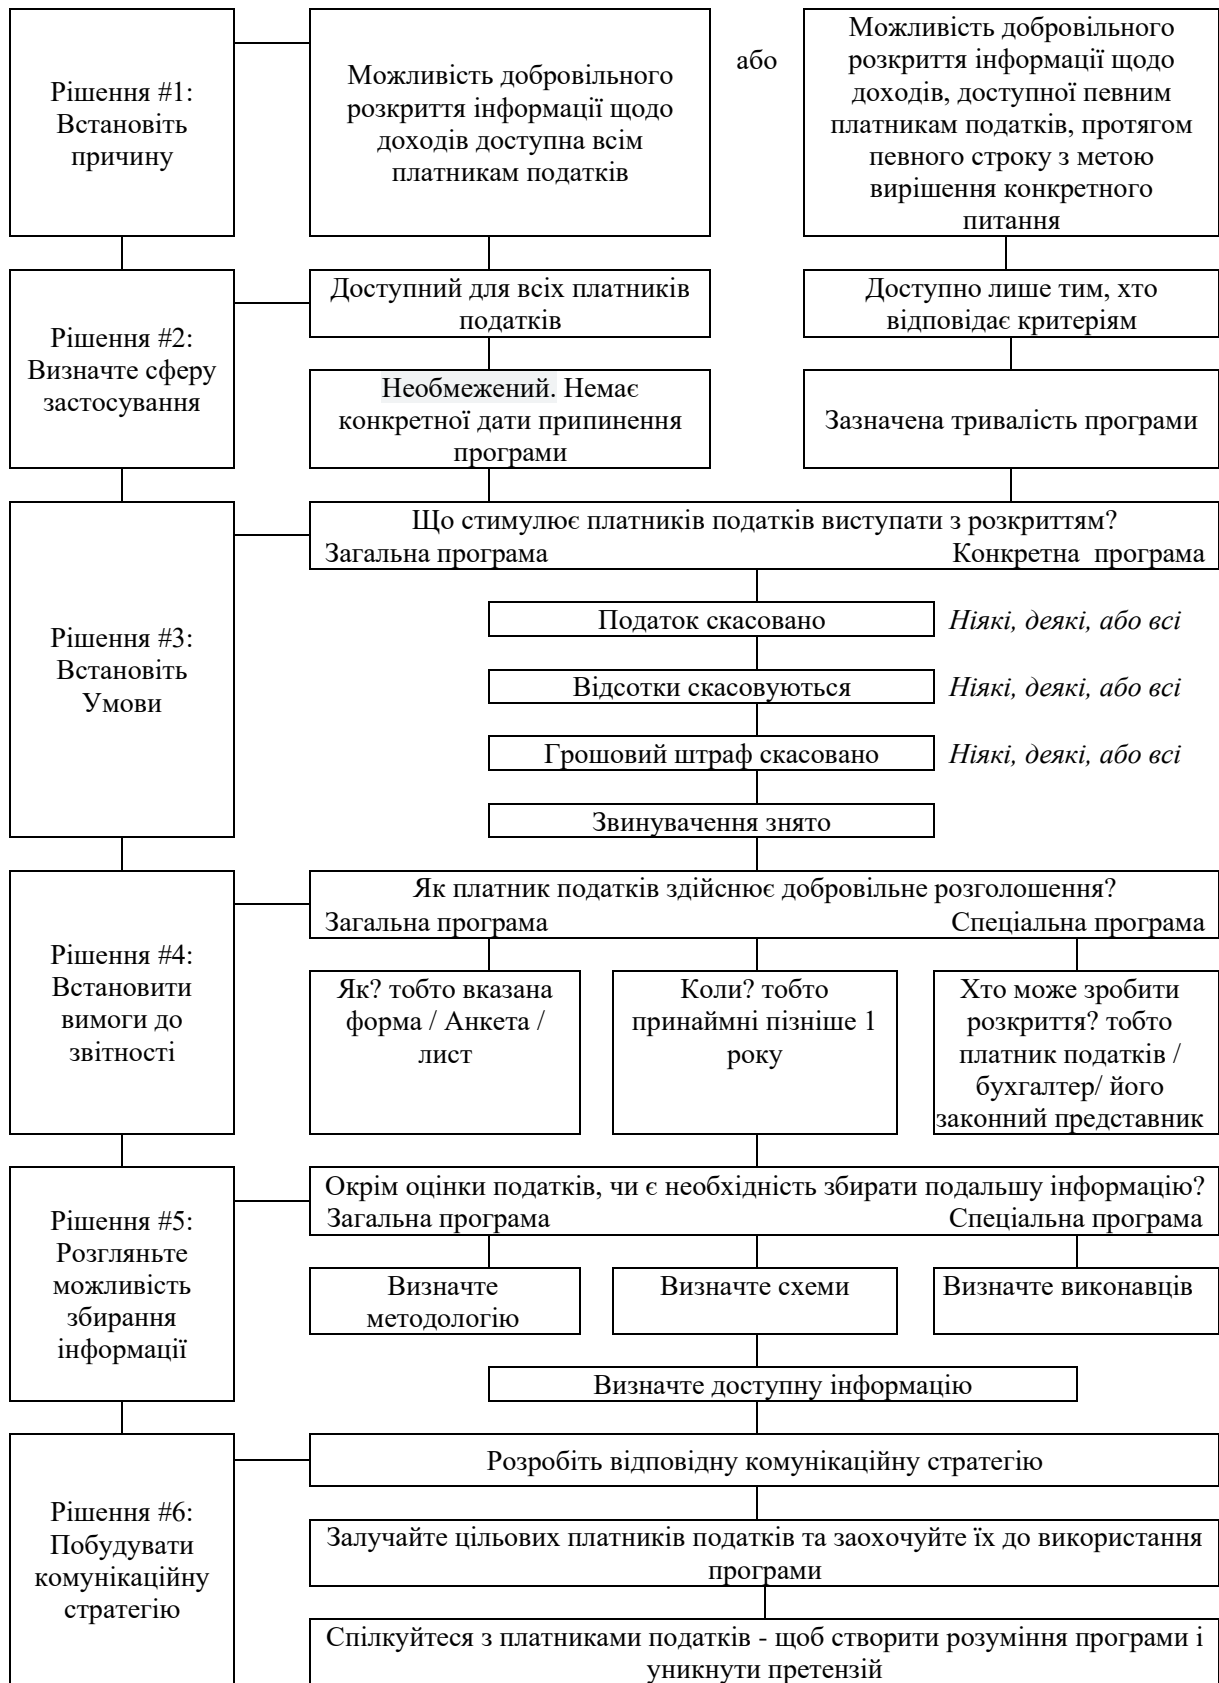 Рішення #1:
Встановіть
причину
Можливість добровільного
розкриття інформації щодо
доходів доступна всім
платникам податків
або
Можливість добровільного
розкриття інформації щодо
доходів, доступної певним
платникам податків, протягом
певного строку з метою
вирішення конкретного
питання
Рішення #2:
Визначте сферу
застосування
Доступний для всіх платників
податків
Доступно лише тим, хто
відповідає критеріям
Необмежений. Немає
конкретної дати припинення
програми
Зазначена тривалість програми
Рішення #3:
Встановіть
Умови
Що стимулює платників податків виступати з розкриттям?
Загальна програма Конкретна програма
Податок скасовано Ніякі, деякі, або всі
Відсотки скасовуються Ніякі, деякі, або всі
Грошовий штраф скасовано Ніякі, деякі, або всі
Звинувачення знято
Рішення #4:
Встановити
вимоги до
звітності
Як платник податків здійснює добровільне розголошення?
Загальна програма Спеціальна програма
Як? тобто вказана
форма / Анкета /
лист
Коли? тобто
принаймні пізніше 1
року
Хто може зробити
розкриття? тобто
платник податків /
бухгалтер/ його
законний представник
Рішення #5:
Розгляньте
можливість
збирання
інформації
Окрім оцінки податків, чи є необхідність збирати подальшу інформацію?
Загальна програма Спеціальна програма
Визначте
методологію
Визначте схеми
Визначте виконавців
Визначте доступну інформацію
Рішення #6:
Побудувати
комунікаційну
стратегію
Розробіть відповідну комунікаційну стратегію
Залучайте цільових платників податків та заохочуйте їх до використання
програми
Спілкуйтеся з платниками податків - щоб створити розуміння програми і
уникнути претензій